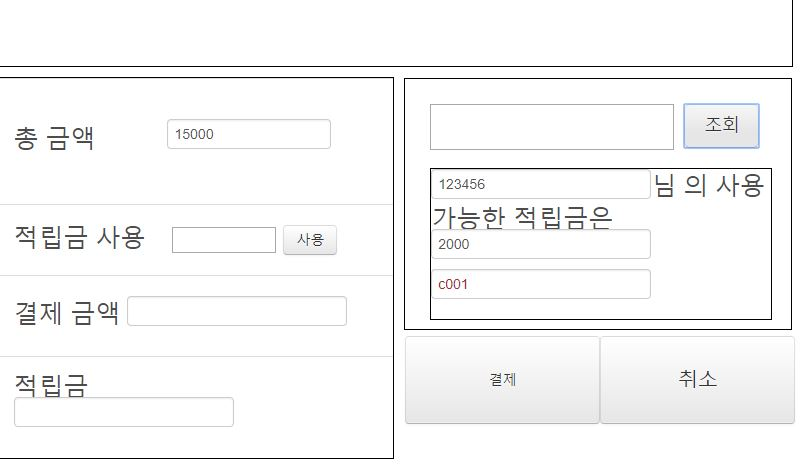 총 금액 15000
적립금 사용 사용
결제 금액
적립금
조회
123456 님 의 사용
가능한 적립금은
2000
c001
결제 취소